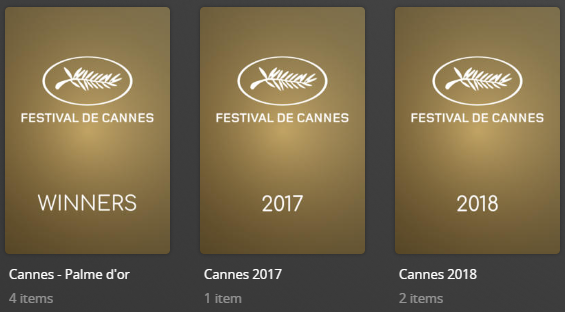 FESTIVAL DE CANNES
WINNERS
Cannes - Palme d'or
4 items
FESTIVAL DE CANNES
2017
Cannes 2017
1 item
FESTIVAL DE CANNES
2018
Cannes 2018
2 items